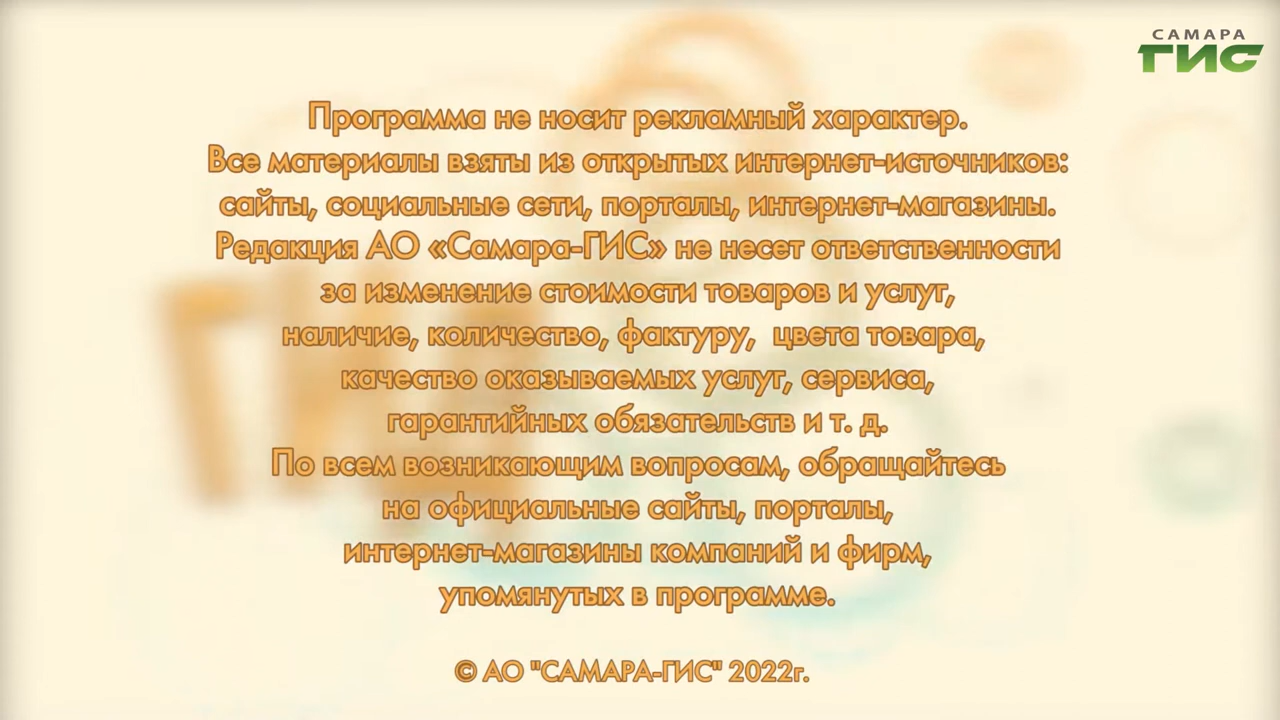 САМАРА
ГИС
Программа не носит рекламный характер.
Все материалы взяты из открытых интернет-источников:
сайты, социальные сети, порталы, интернет-магазины.
Редакция АО «Самара-ГИС» не несет ответственности
за изменение стоимости товаров и услуг,
наличие, количество, фактуру, цвета товара,
качество оказываемых услуг, сервиса,
гарантийных обязательств и т. д.
По всем возникающим вопросам, обращайтесь
на официальные сайты, порталы,
интернет-магазины компаний и фирм,
упомянутых в программе.
© АО "САМАРА-ГИС" 2022г.